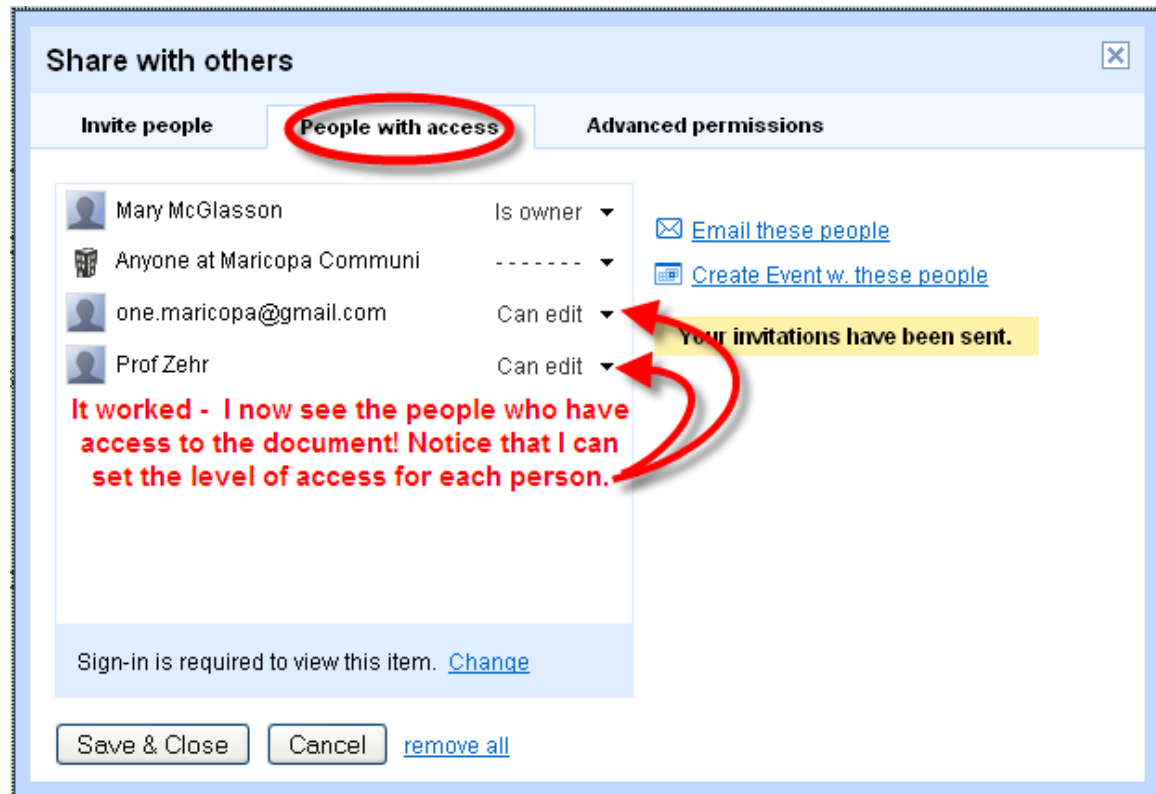 Share with others
Invite people
People with access
Advanced permissions
Mary McGlasson Is owner
Anyone at Maricopa Communi - - - - - - -
one.maricopa@gmail.com Can edit
Prof Zehr Can edit
It worked - I now see the people who have
access to the document! Notice that I can
set the level of access for each person.
Email these people
Create Event w. these people
Your invitations have been sent.
Sign-in is required to view this item. Change
Save & Close Cancel remove all